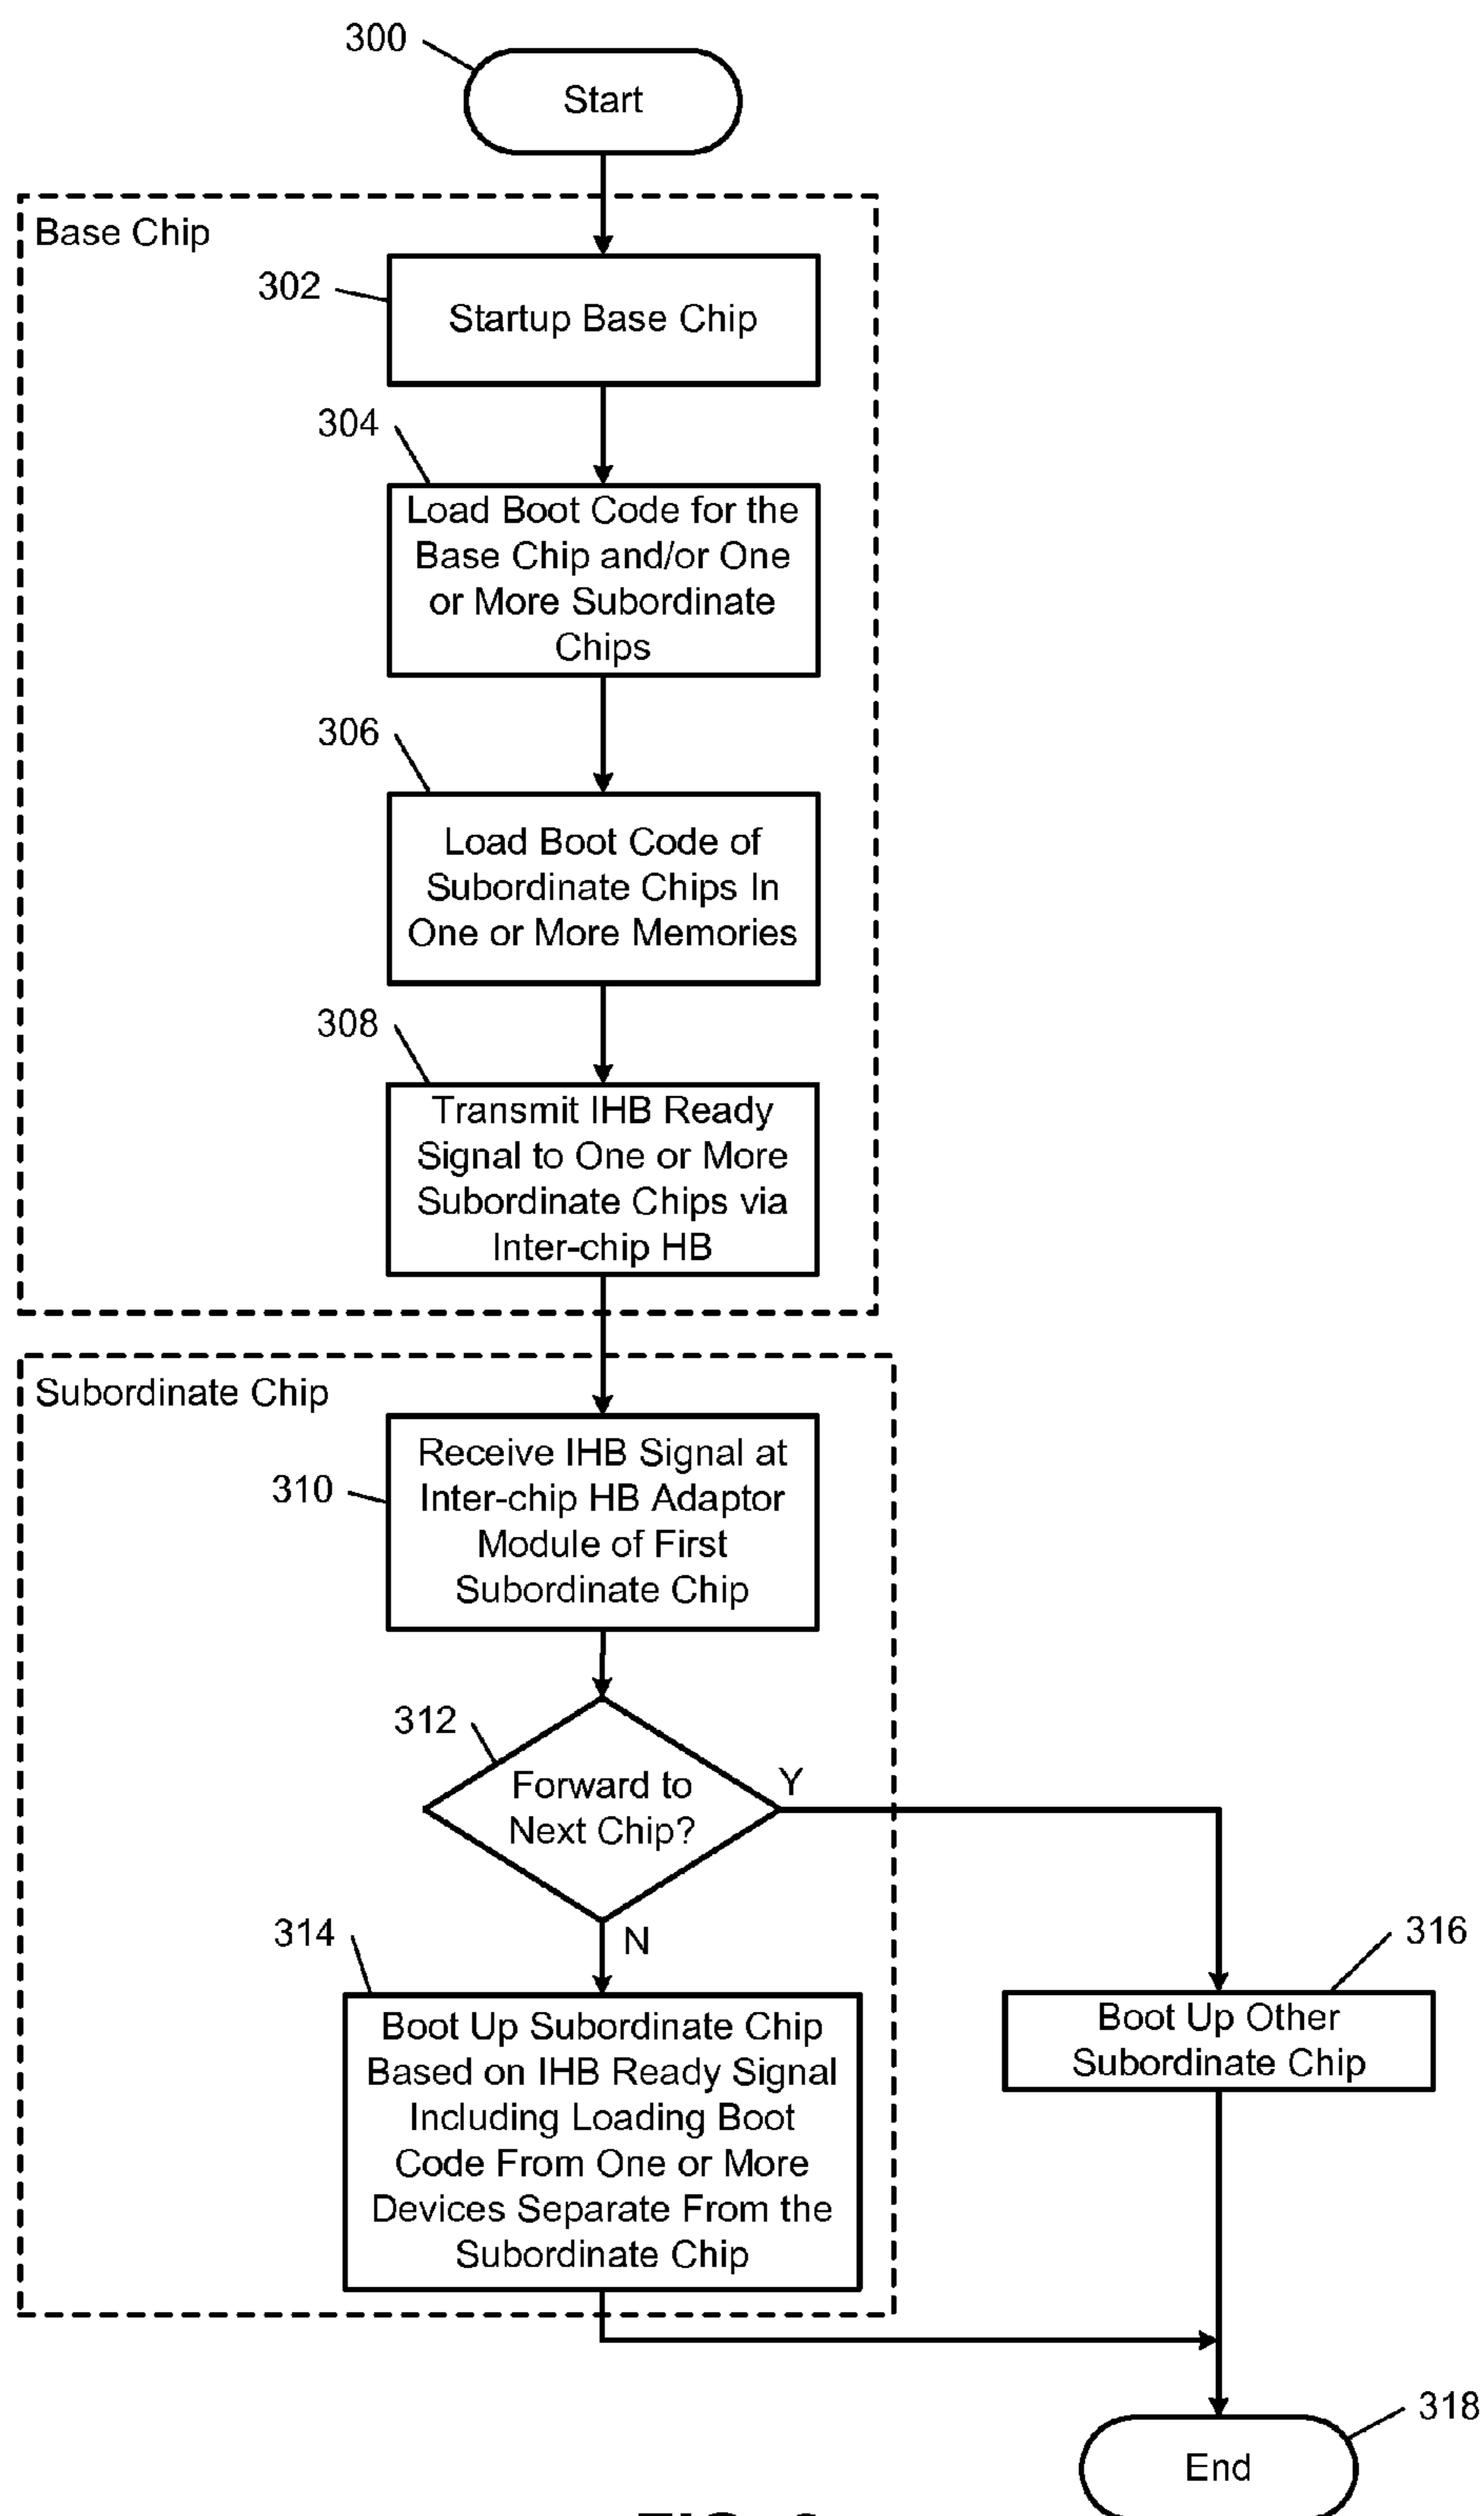 300
Start
Base Chip
302
Startup Base Chip
304
Load Boot Code for the
Base Chip and/or One
or More Subordinate
Chips
306
Load Boot Code of
Subordinate Chips In
One or More Memories
308
Transmit IHB Ready
Signal to One or More
Subordinate Chips via
Inter-chip HB
Subordinate Chip
310
Receive IHB Signal at
Inter-chip HB Adaptor
Module of First
Subordinate Chip
312
Forward to
Next Chip?
Y
N
314
Boot Up Subordinate Chip
Based on IHB Ready Signal
Including Loading Boot
Code From One or More
Devices Separate From the
Subordinate Chip
316
Boot Up Other
Subordinate Chip
318
End